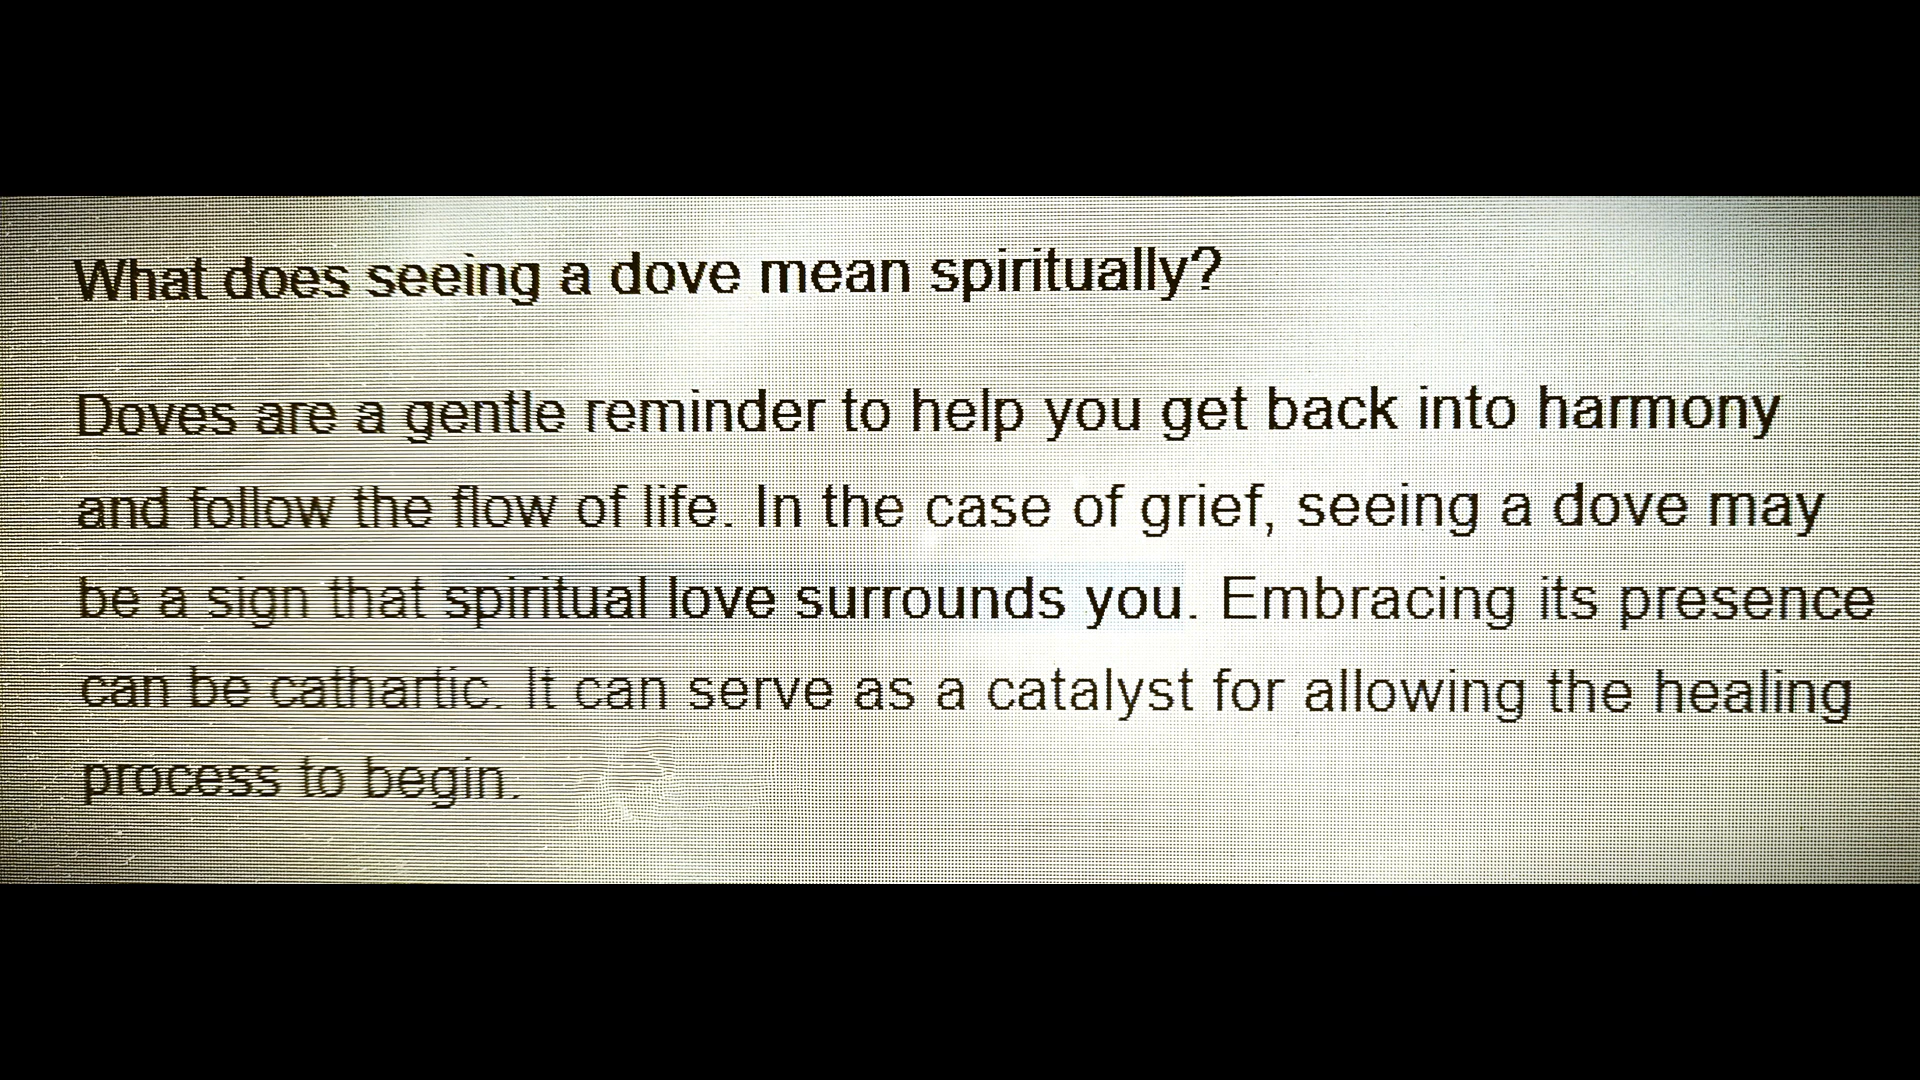 What does seeing a dove mean spiritually?
Doves are a gentle reminder to help you get back into harmony
and follow the flow of life. In the case of grief, seeing a dove may
be a sign that spiritual love surrounds you. Embracing its presence
can be cathartic. It can serve as a catalyst for allowing the healing
process to begin.